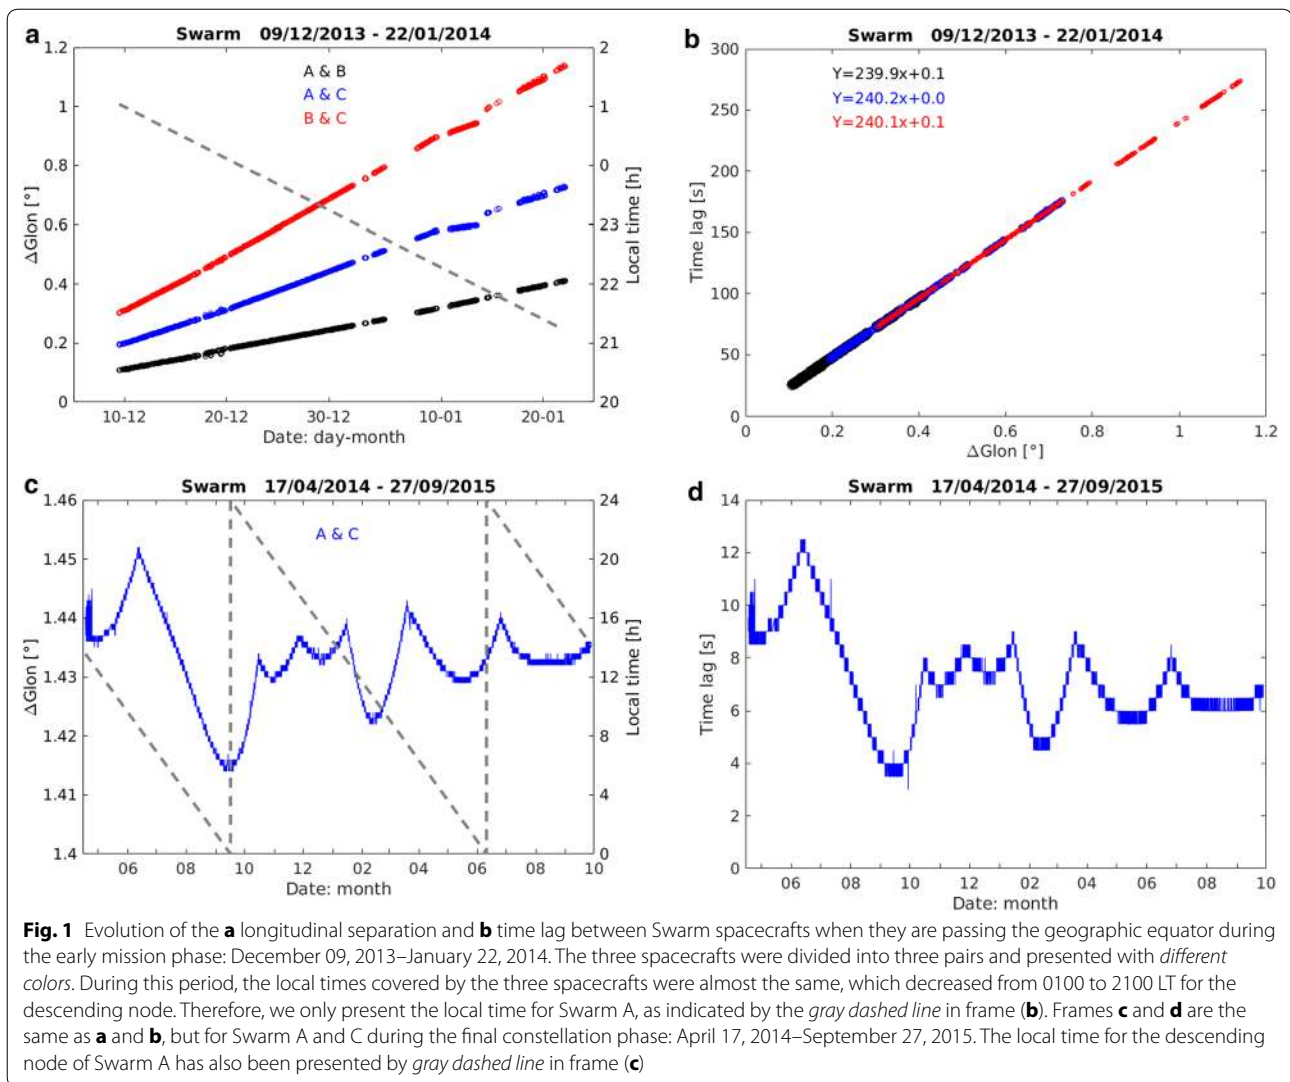 a
Swarm 09/12/2013 - 22/01/2014
1.2
1
0.8
0.6
0.4
0.2
0
ΔGlon [°]
A & B
A & C
B & C
2
1
0
23
22
21
20
Local time [h]
10-12 20-12 30-12 10-01 20-01
Date: day-month
b
Swarm 09/12/2013 - 22/01/2014
300
250
200
150
100
50
0
Time lag [s]
Y=239.9x+0.1
Y=240.2x+0.0
Y=240.1x+0.1
0 0.2 0.4 0.6 0.8 1 1.2
ΔGlon [°]
c
Swarm 17/04/2014 - 27/09/2015
1.46
1.45
1.44
1.43
1.42
1.41
1.4
ΔGlon [°]
A & C
24
20
16
12
8
4
0
Local time [h]
06 08 10 12 02 04 06 08 10
Date: month
d
Swarm 17/04/2014 - 27/09/2015
14
12
10
8
6
4
2
0
Time lag [s]
06 08 10 12 02 04 06 08 10
Date: month
Fig. 1 Evolution of the a longitudinal separation and b time lag between Swarm spacecrafts when they are passing the geographic equator during
the early mission phase: December 09, 2013–January 22, 2014. The three spacecrafts were divided into three pairs and presented with different
colors. During this period, the local times covered by the three spacecrafts were almost the same, which decreased from 0100 to 2100 LT for the
descending node. Therefore, we only present the local time for Swarm A, as indicated by the gray dashed line in frame (b). Frames c and d are the
same as a and b, but for Swarm A and C during the final constellation phase: April 17, 2014–September 27, 2015. The local time for the descending
node of Swarm A has also been presented by gray dashed line in frame (c)